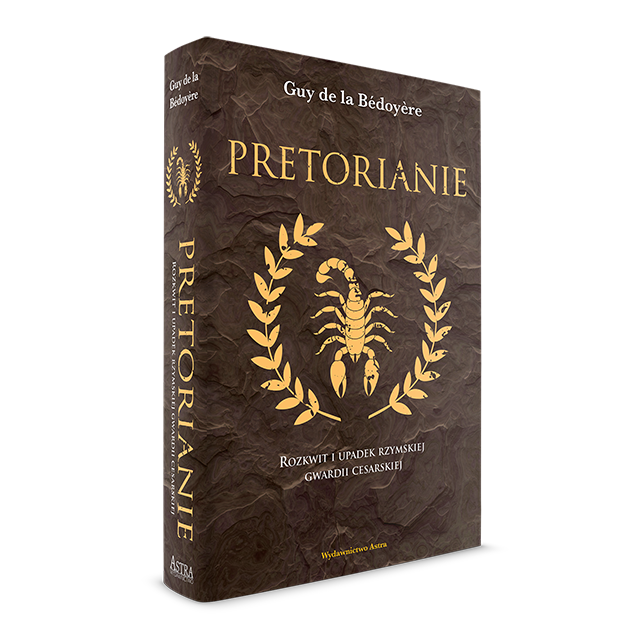 Guy de la
Bédoyère
PRETORIANIE
ROZKWIT I UPADEK RZYMSKIEJ GWARDII CESARSKIEJ
ASTRA
WYDAWNICTWO
Guy de la Bédoyère
PRETORIANIE
ROZKWIT I UPADEK RZYMSKIEJ
GWARDII CESARSKIEJ
Wydawnictwo Astra